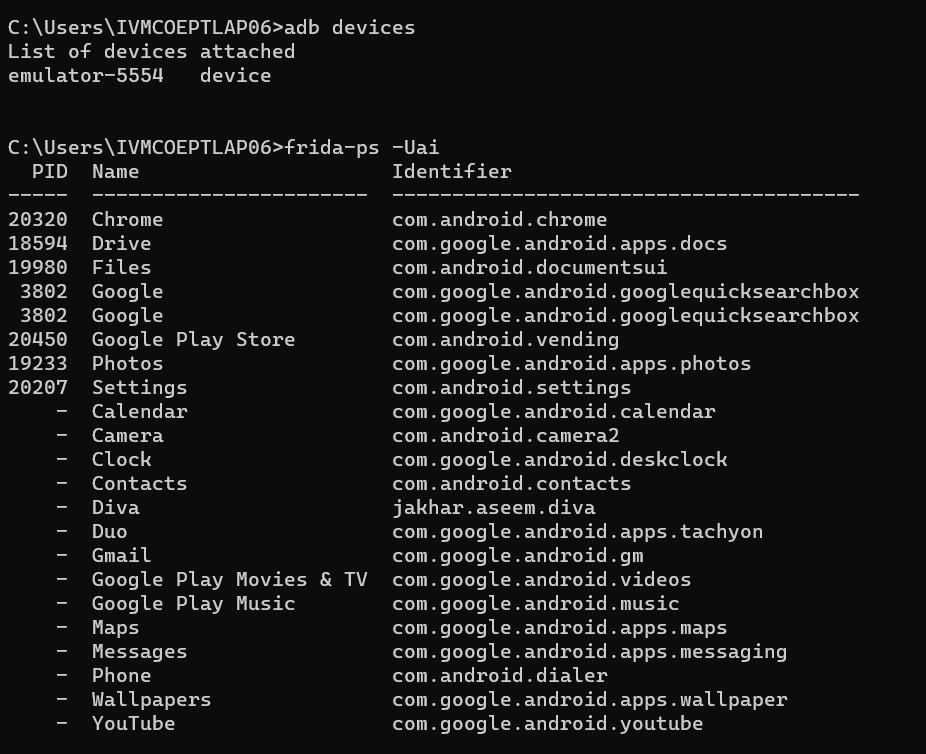 C:\Users\IVMCOEPTLAP06>adb devices
List of devices attached
emulator-5554   device
C:\Users\IVMCOEPTLAP06>frida-ps -Uai
  PID  Name                     Identifier
-----  -----------------------  ---------------------------------------
20320  Chrome                   com.android.chrome
18594  Drive                    com.google.android.apps.docs
19980  Files                    com.android.documentsui
 3802  Google                   com.google.android.googlequicksearchbox
 3802  Google                   com.google.android.googlequicksearchbox
20450  Google Play Store        com.android.vending
19233  Photos                   com.google.android.apps.photos
20207  Settings                 com.android.settings
    -  Calendar                 com.google.android.calendar
    -  Camera                   com.android.camera2
    -  Clock                    com.google.android.deskclock
    -  Contacts                 com.android.contacts
    -  Diva                     jakhar.aseem.diva
    -  Duo                      com.google.android.apps.tachyon
    -  Gmail                    com.google.android.gm
    -  Google Play Movies & TV  com.google.android.videos
    -  Google Play Music        com.google.android.music
    -  Maps                     com.google.android.apps.maps
    -  Messages                 com.google.android.apps.messaging
    -  Phone                    com.android.dialer
    -  Wallpapers               com.google.android.apps.wallpaper
    -  YouTube                  com.google.android.youtube